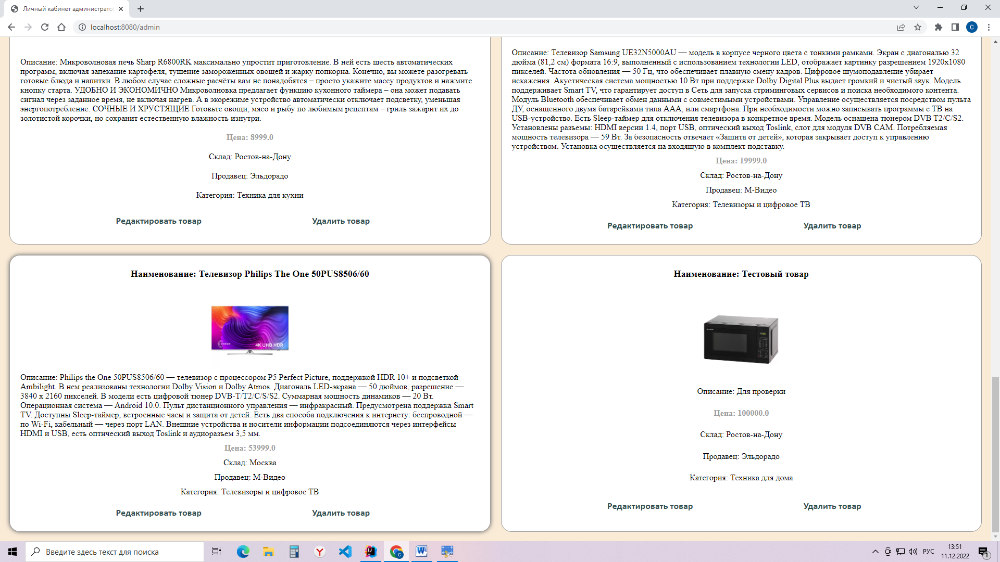 Личный кабинет администратор
localhost:8080/admin
Описание: Микроволновая печь Sharp R6800RK максимально упростит приготовление. В ней есть шесть автоматических
программ, включая запекание картофеля, тушение замороженных овощей и жарку попкорна. Конечно, вы можете разогревать
готовые блюда и напитки. В любом случае сложные расчёты вам не понадобятся – просто укажите массу продуктов и нажмите
кнопку старта. УДОБНО И ЭКОНОМИЧНО Микроволновка предлагает функцию кухонного таймера – она может подавать
сигнал через заданное время, не включая нагрев. А в экорежиме устройство автоматически отключает подсветку, уменьшая
энергопотребление. СОЧНЫЕ И ХРУСТЯЩИЕ Готовьте овощи, мясо и рыбу по любимым рецептам – гриль зажарит их до
золотистой корочки, но сохранит естественную влажность изнутри.
Цена: 8999.0
Склад: Ростов-на-Дону
Продавец: Эльдорадо
Категория: Техника для кухни
Редактировать товар
Удалить товар
Описание: Телевизор Samsung UE32N5000AU — модель в корпусе черного цвета с тонкими рамками. Экран с диагональю 32
дюйма (81,2 см) формата 16:9, выполненный с использованием технологии LED, отображает картинку разрешением 1920x1080
пикселей. Частота обновления — 50 Гц, что обеспечивает плавную смену кадров. Цифровое шумоподавление убирает
искажения. Акустическая система мощностью 10 Вт при поддержке Dolby Digital Plus выдает громкий и чистый звук. Модель
поддерживает Smart TV, что гарантирует доступ в Сеть для запуска стриминговых сервисов и поиска необходимого контента.
Модуль Bluetooth обеспечивает обмен данными с совместимыми устройствами. Управление осуществляется посредством пульта
ДУ, оснащенного двумя батарейками типа AAA, или смартфона. При необходимости можно записывать программы с ТВ на
USB-устройство. Есть Sleep-таймер для отключения телевизора в конкретное время. Модель оснащена тюнером DVB T2/C/S2.
Установлены разъемы: HDMI версии 1.4, порт USB, оптический выход Toslink, слот для модуля DVB CAM. Потребляемая
мощность телевизора — 59 Вт. За безопасность отвечает «Защита от детей», которая закрывает доступ к управлению
устройством. Установка осуществляется на входящую в комплект подставку.
Цена: 19999.0
Склад: Ростов-на-Дону
Продавец: М-Видео
Категория: Телевизоры и цифровое ТВ
Редактировать товар
Удалить товар
Наименование: Телевизор Philips The One 50PUS8506/60
4K UHD HDR
Описание: Philips the One 50PUS8506/60 — телевизор с процессором P5 Perfect Picture, поддержкой HDR 10+ и подсветкой
Ambilight. В нем реализованы технологии Dolby Vision и Dolby Atmos. Диагональ LED-экрана — 50 дюймов, разрешение —
3840 x 2160 пикселей. В модели есть цифровой тюнер DVB-T/T2/C/S/S2. Суммарная мощность динамиков — 20 Вт.
Операционная система — Android 10.0. Пульт дистанционного управления — инфракрасный. Предусмотрена поддержка Smart
TV. Доступны Sleep-таймер, встроенные часы и защита от детей. Есть два способа подключения к интернету: беспроводной —
по Wi-Fi, кабельный — через порт LAN. Внешние устройства и носители информации подсоединяются через интерфейсы
HDMI и USB, есть оптический выход Toslink и аудиоразъем 3,5 мм.
Цена: 53999.0
Склад: Москва
Продавец: М-Видео
Категория: Телевизоры и цифровое ТВ
Редактировать товар
Удалить товар
Наименование: Тестовый товар
Описание: Для проверки
Цена: 100000.0
Склад: Ростов-на-Дону
Продавец: Эльдорадо
Категория: Техника для дома
Редактировать товар
Удалить товар
Введите здесь текст для поиска
РУС
13:51
11.12.2022